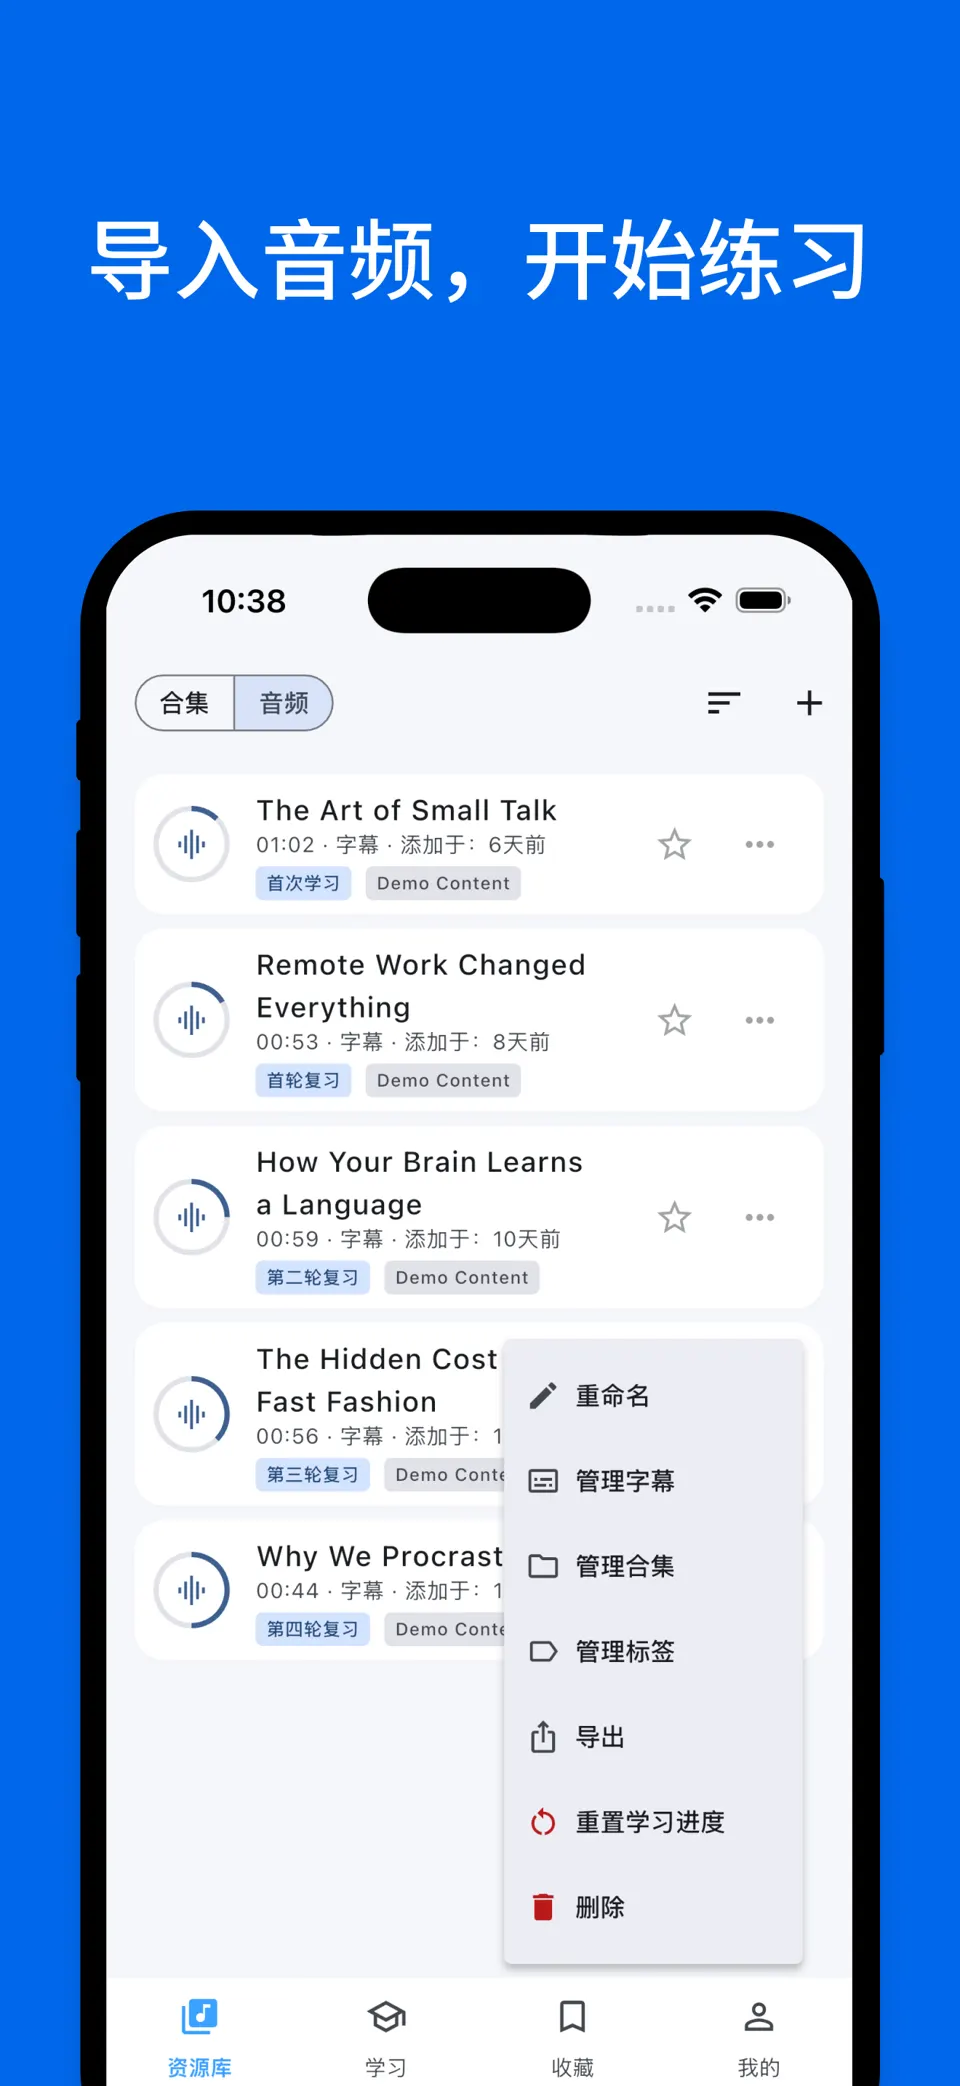 导入音频，开始练习
10:38
合集 音频
The Art of Small Talk
01:02 · 字幕 · 添加于：6天前
首次学习 Demo Content
Remote Work Changed
Everything
00:53 · 字幕 · 添加于：8天前
首轮复习 Demo Content
How Your Brain Learns
a Language
00:59 · 字幕 · 添加于：10天前
第二轮复习 Demo Content
The Hidden Cost
Fast Fashion
00:56 · 字幕 · 添加于：1
第三轮复习 Demo Conte
Why We Procrast
00:44 · 字幕 · 添加于：1
第四轮复习 Demo Conte
重命名
管理字幕
管理合集
管理标签
导出
重置学习进度
删除
资源库 学习 收藏 我的